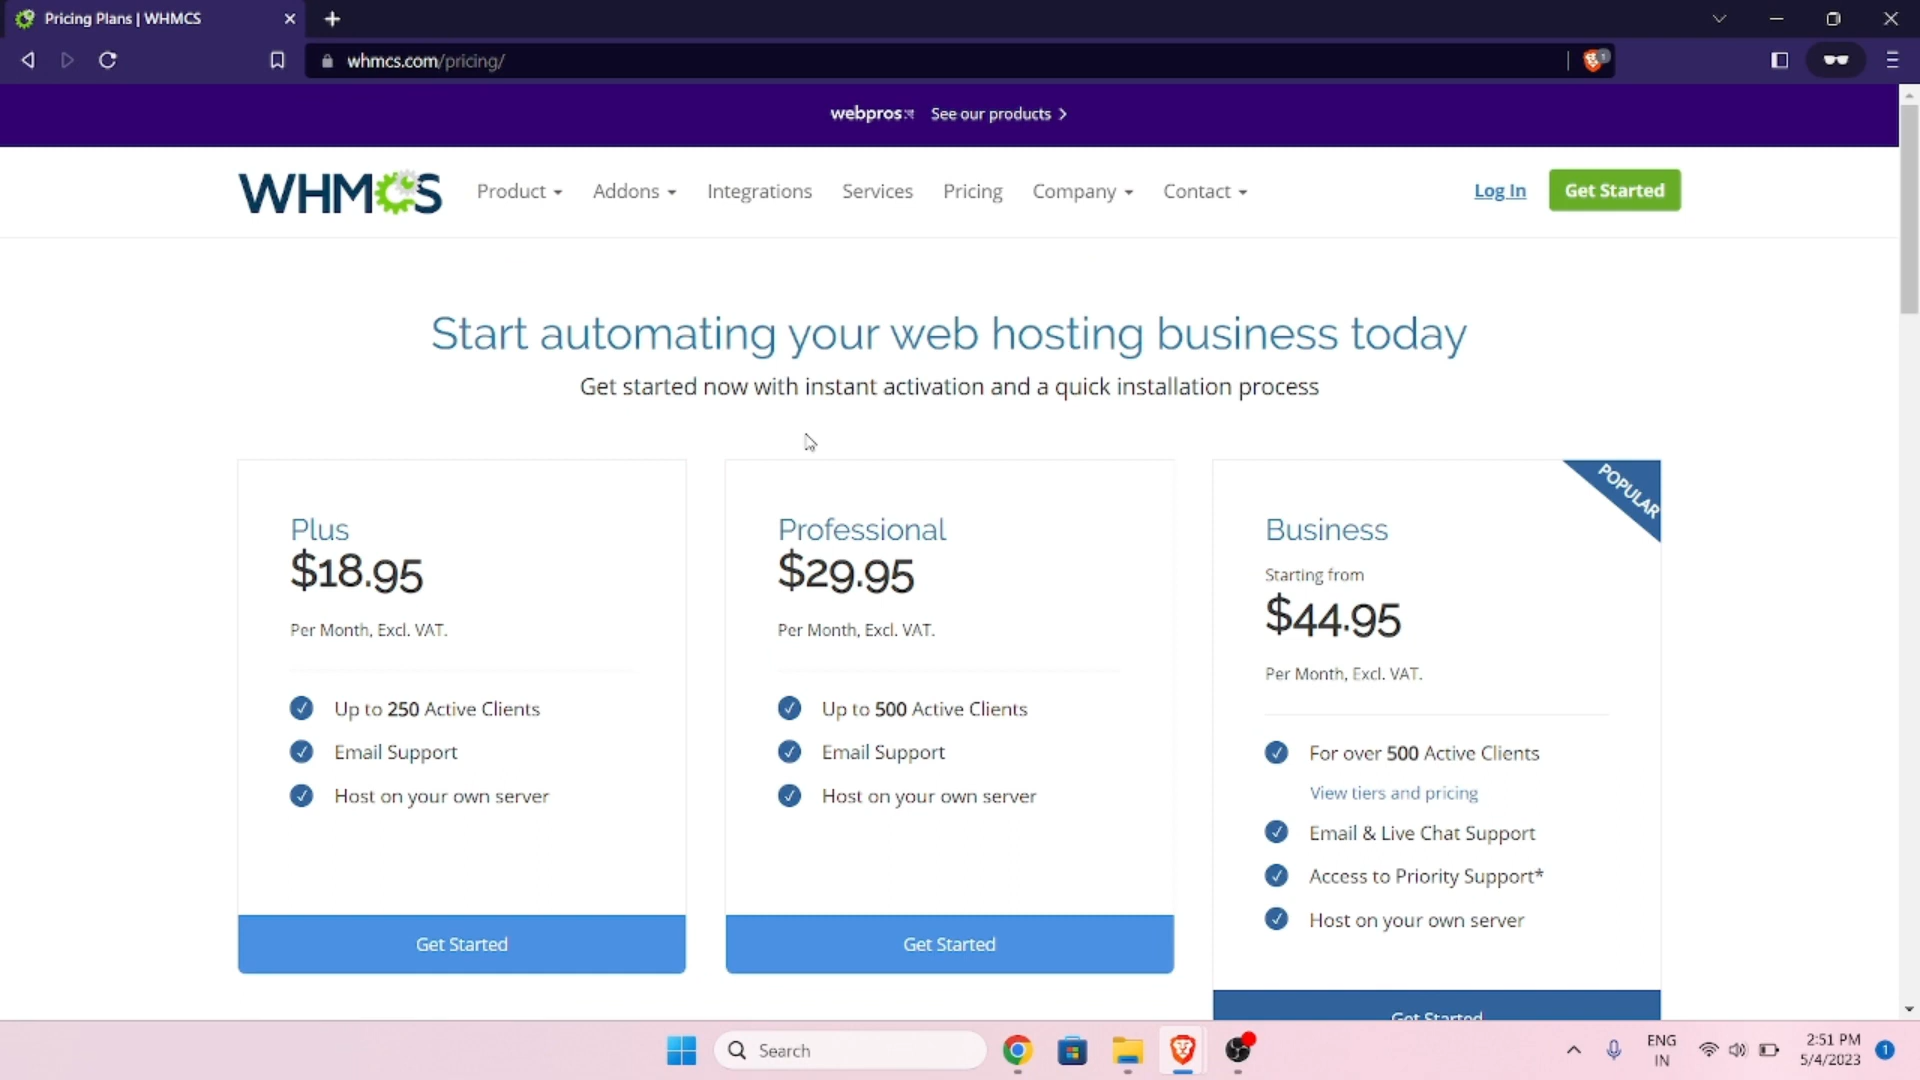 Pricing Plans | WHMCS
whmcs.com/pricing/
1
webpros See our products
WHMCS Product Addons Integrations Services Pricing Company Contact Log In Get Started
Start automating your web hosting business today
Get started now with instant activation and a quick installation process
Plus
$18.95
Per Month, Excl. VAT.
Up to 250 Active Clients
Email Support
Host on your own server
Get Started
Professional
$29.95
Per Month, Excl. VAT.
Up to 500 Active Clients
Email Support
Host on your own server
Get Started
POPULAR
Business
Starting from
$44.95
Per Month, Excl. VAT.
For over 500 Active Clients
View tiers and pricing
Email & Live Chat Support
Access to Priority Support*
Host on your own server
Get Started
Search
ENG
IN
2:51 PM
5/4/2023
1